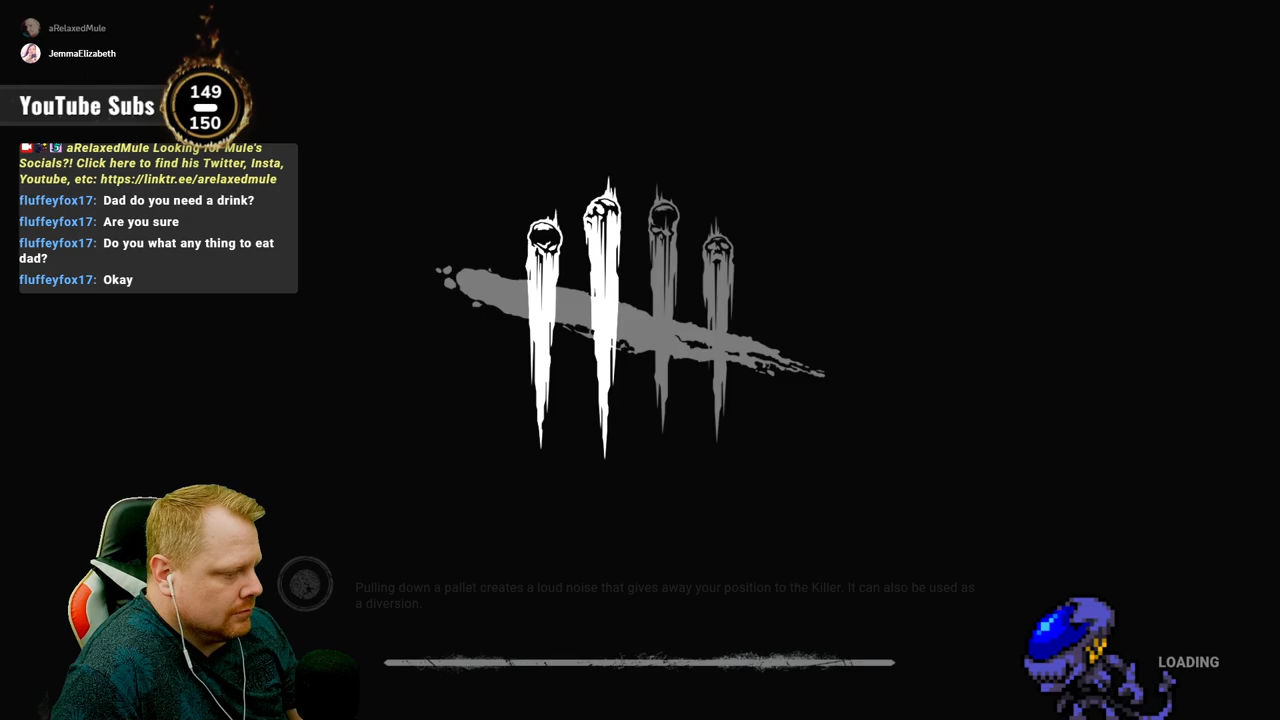 aRelaxedMule
JemmaElizabeth
YouTube Subs
149
150
aRelaxedMule Looking for Mule's
Socials?! Click here to find his Twitter, Insta,
Youtube, etc: https://linktr.ee/arelaxedmule
fluffeyfox17: Dad do you need a drink?
fluffeyfox17: Are you sure
fluffeyfox17: Do you what any thing to eat
dad?
fluffeyfox17: Okay
Pulling down a pallet creates a loud noise that gives away your position to the Killer. It can also be used as
a diversion.
LOADING